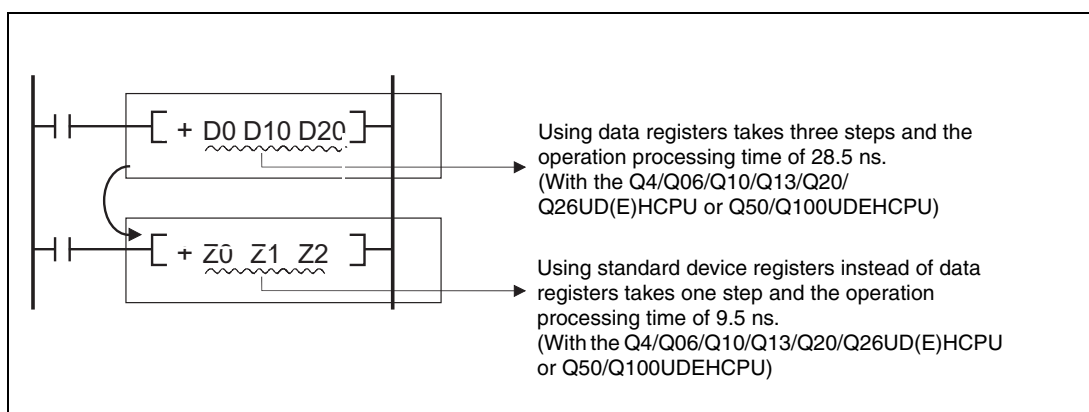 + D0 D10 D20
Using data registers takes three steps and the
operation processing time of 28.5 ns.
(With the Q4/Q06/Q10/Q13/Q20/
Q26UD(E)HCPU or Q50/Q100UDEHCPU)
+ Z0 Z1 Z2
Using standard device registers instead of data
registers takes one step and the operation
processing time of 9.5 ns.
(With the Q4/Q06/Q10/Q13/Q20/Q26UD(E)HCPU
or Q50/Q100UDEHCPU)